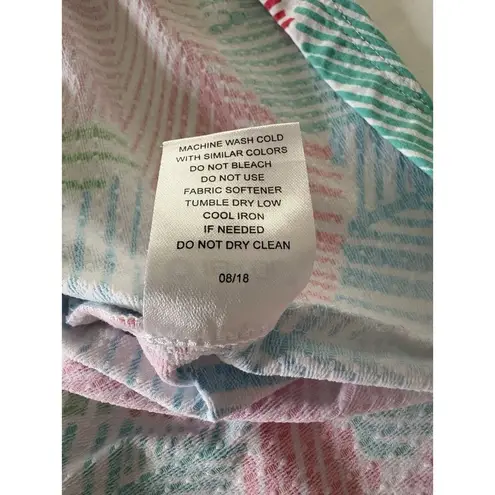 MACHINE WASH COLD
WITH SIMILAR COLORS
DO NOT BLEACH
DO NOT USE
FABRIC SOFTENER
TUMBLE DRY LOW
COOL IRON
IF NEEDED
DO NOT DRY CLEAN
08/18